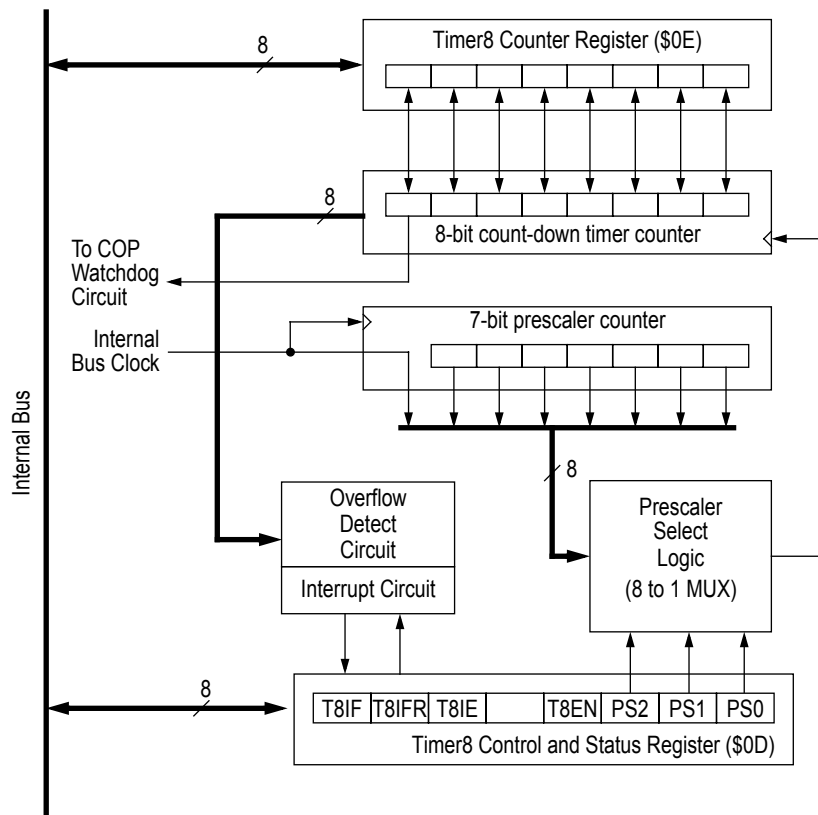 8
Timer8 Counter Register ($0E)
8
8-bit count-down timer counter
To COP
Watchdog
Circuit
7-bit prescaler counter
Internal
Bus Clock
Internal Bus
8
Overflow
Detect
Circuit
Interrupt Circuit
Prescaler
Select
Logic
(8 to 1 MUX)
8
T8IF T8IFR T8IE T8EN PS2 PS1 PS0
Timer8 Control and Status Register ($0D)